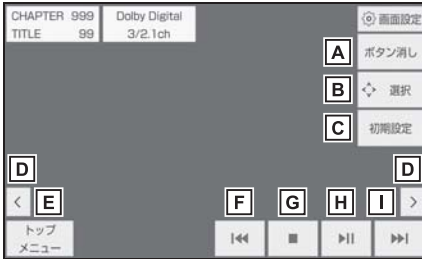 CHAPTER 999
TITLE 99
Dolby Digital
3/2.1ch
画面設定
A
ボタン消し
B
選択
C
初期設定
D
D
E
トップ
メニュー
F
G
H
I